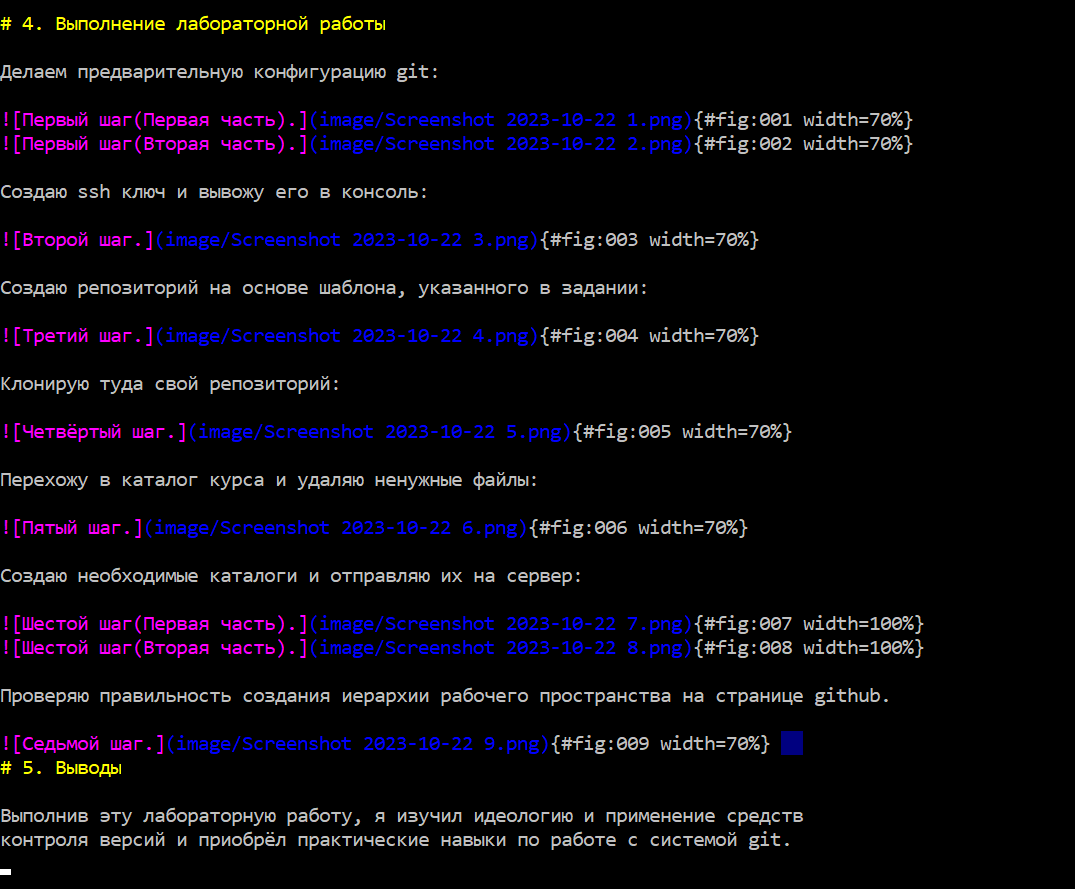 # 4. Выполнение лабораторной работы
Делаем предварительную конфигурацию git:
![Первый шаг(Первая часть).](image/Screenshot 2023-10-22 1.png){#fig:001 width=70%}
![Первый шаг(Вторая часть).](image/Screenshot 2023-10-22 2.png){#fig:002 width=70%}
Создаю ssh ключ и вывожу его в консоль:
![Второй шаг.](image/Screenshot 2023-10-22 3.png){#fig:003 width=70%}
Создаю репозиторий на основе шаблона, указанного в задании:
![Третий шаг.](image/Screenshot 2023-10-22 4.png){#fig:004 width=70%}
Клонирую туда свой репозиторий:
![Четвёртый шаг.](image/Screenshot 2023-10-22 5.png){#fig:005 width=70%}
Перехожу в каталог курса и удаляю ненужные файлы:
![Пятый шаг.](image/Screenshot 2023-10-22 6.png){#fig:006 width=70%}
Создаю необходимые каталоги и отправляю их на сервер:
![Шестой шаг(Первая часть).](image/Screenshot 2023-10-22 7.png){#fig:007 width=100%}
![Шестой шаг(Вторая часть).](image/Screenshot 2023-10-22 8.png){#fig:008 width=100%}
Проверяю правильность создания иерархии рабочего пространства на странице github.
![Седьмой шаг.](image/Screenshot 2023-10-22 9.png){#fig:009 width=70%}
# 5. Выводы
Выполнив эту лабораторную работу, я изучил идеологию и применение средств
контроля версий и приобрёл практические навыки по работе с системой git.